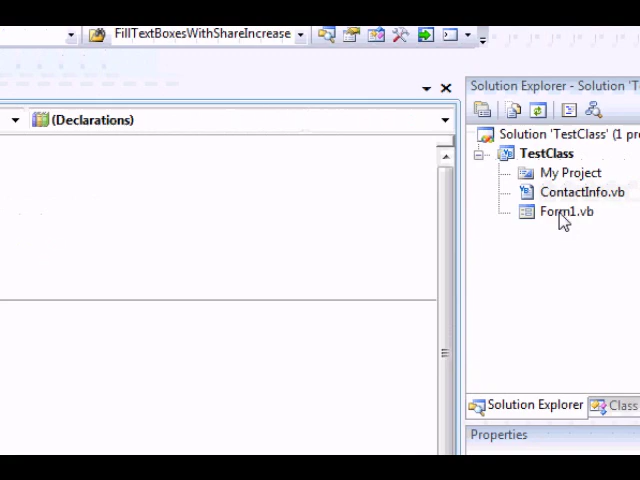 FillTextBoxesWithShareIncrease
Solution Explorer - Solution 'T
(Declarations)
Solution 'TestClass' (1 pr
TestClass
My Project
ContactInfo.vb
Form1.vb
Solution Explorer
Class
Properties